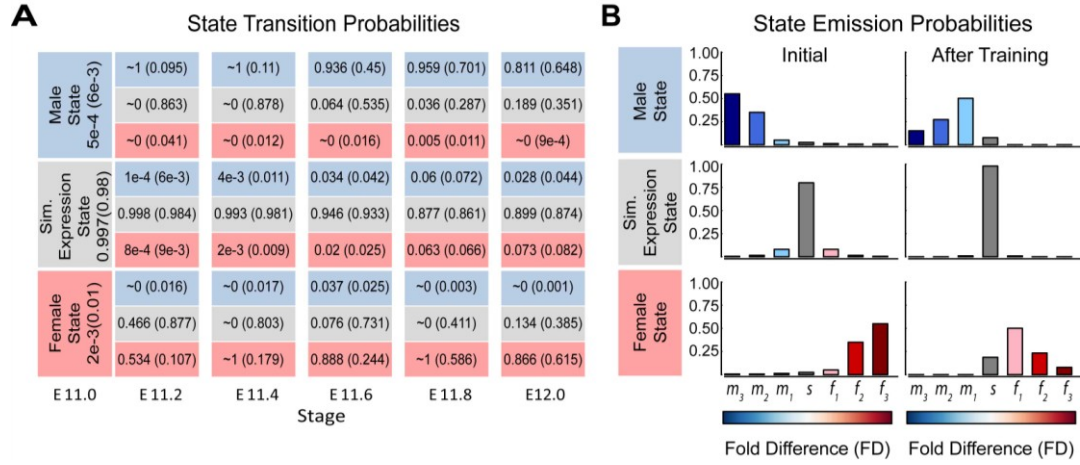 A
State Transition Probabilities
Male
State
5e-4 (6e-3)
~1 (0.095) ~1 (0.11) 0.936 (0.45) 0.959 (0.701) 0.811 (0.648)
~0 (0.863) ~0 (0.878) 0.064 (0.535) 0.036 (0.287) 0.189 (0.351)
~0 (0.041) ~0 (0.012) ~0 (0.016) 0.005 (0.011) ~0 (9e-4)
Sim.
Expression
State
0.997(0.98)
1e-4 (6e-3) 4e-3 (0.011) 0.034 (0.042) 0.06 (0.072) 0.028 (0.044)
0.998 (0.984) 0.993 (0.981) 0.946 (0.933) 0.877 (0.861) 0.899 (0.874)
8e-4 (9e-3) 2e-3 (0.009) 0.02 (0.025) 0.063 (0.066) 0.073 (0.082)
Female
State
2e-3(0.01)
~0 (0.016) ~0 (0.017) 0.037 (0.025) ~0 (0.003) ~0 (0.001)
0.466 (0.877) ~0 (0.803) 0.076 (0.731) ~0 (0.411) 0.134 (0.385)
0.534 (0.107) ~1 (0.179) 0.888 (0.244) ~1 (0.586) 0.866 (0.615)
E 11.0 E 11.2 E 11.4 E 11.6 E 11.8 E12.0
Stage
B
State Emission Probabilities
Initial After Training
Male
State
1.00
0.75
0.50
0.25
Sim.
Expression
State
1.00
0.75
0.50
0.25
Female
State
1.00
0.75
0.50
0.25
m3 m2 m1 s f1 f2 f3 m3 m2 m1 s f1 f2 f3
Fold Difference (FD) Fold Difference (FD)